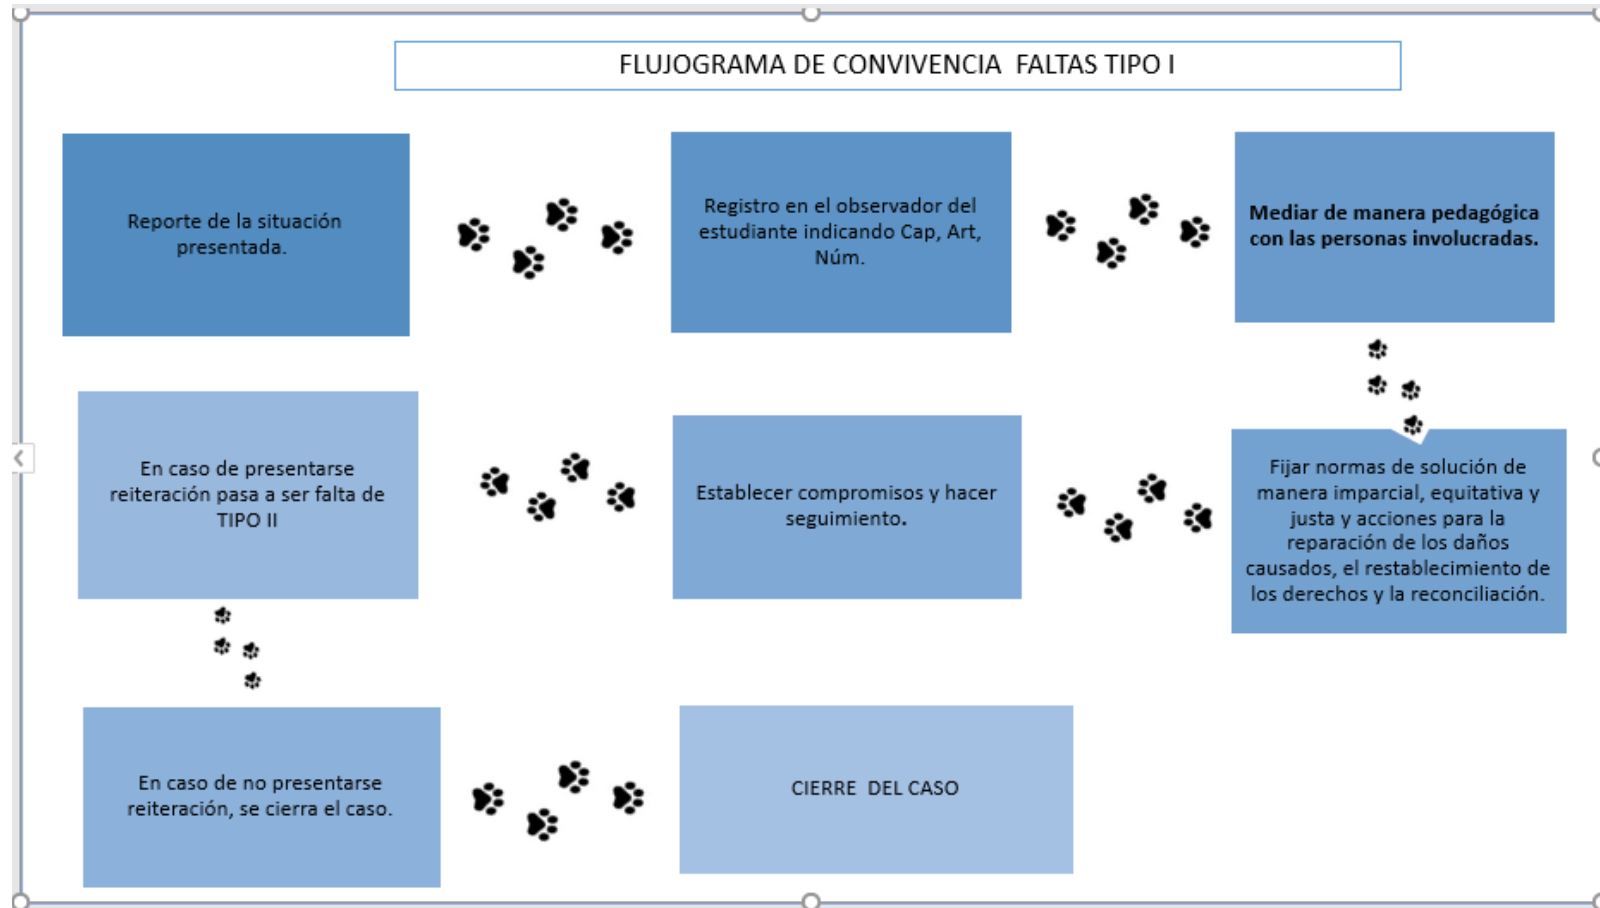 FLUJOGRAMA DE CONVIVENCIA FALTAS TIPO I
Reporte de la situación
presentada.
Registro en el observador del
estudiante indicando Cap, Art,
Núm.
Mediar de manera pedagógica
con las personas involucradas.
Fijar normas de solución de
manera imparcial, equitativa y
justa y acciones para la
reparación de los daños
causados, el restablecimiento de
los derechos y la reconciliación.
Establecer compromisos y hacer
seguimiento.
En caso de presentarse
reiteración pasa a ser falta de
TIPO II
En caso de no presentarse
reiteración, se cierra el caso.
CIERRE DEL CASO